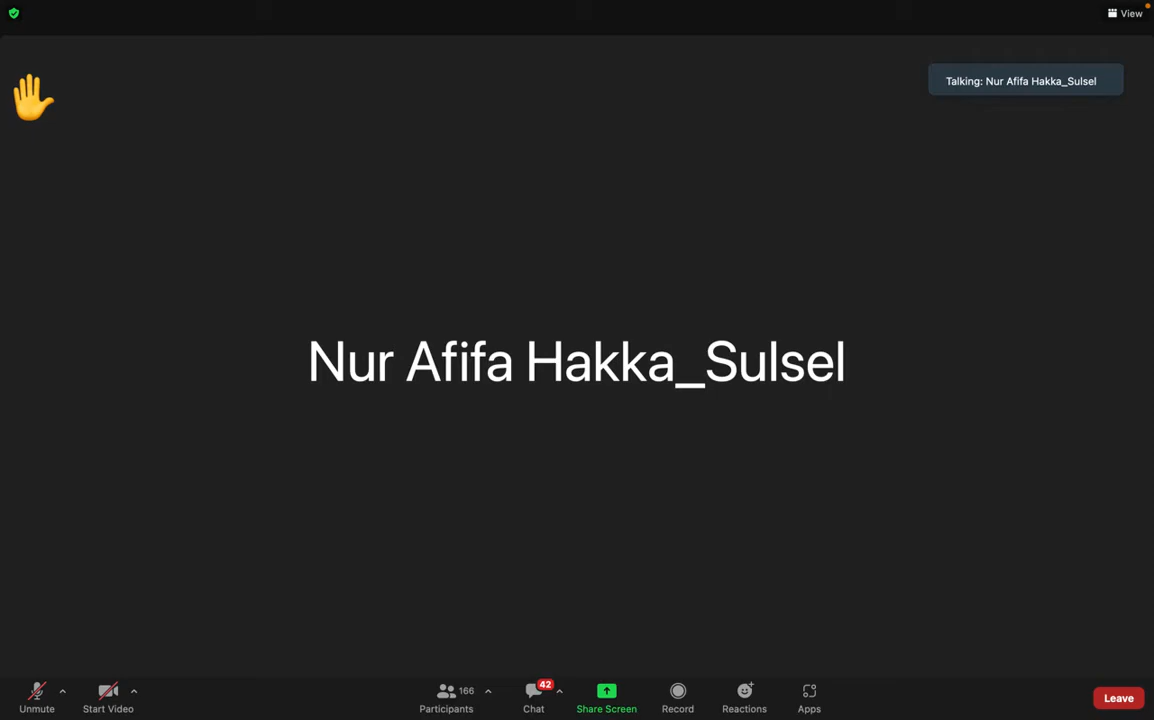 View
Talking: Nur Afifa Hakka_Sulsel
Nur Afifa Hakka_Sulsel
166
42
Unmute
Start Video
Participants
Chat
Share Screen
Record
Reactions
Apps
Leave